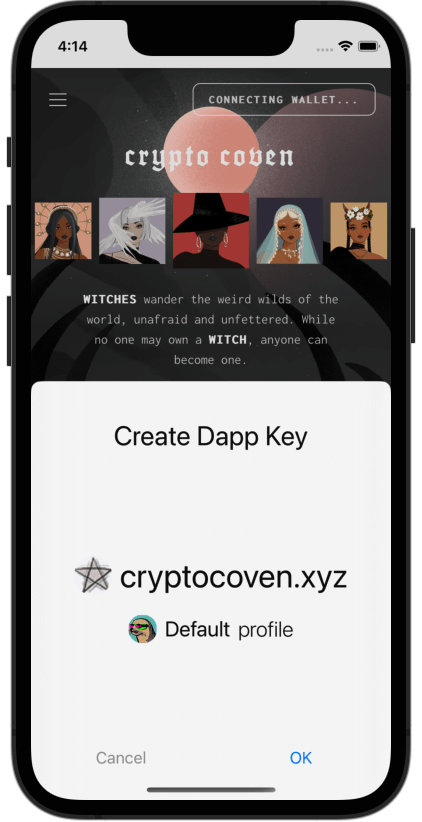 4:14
CONNECTING WALLET...
crypto coven
WITCHES wander the weird wilds of the
world, unafraid and unfettered. While
no one may own a WITCH, anyone can
become one.
Create Dapp Key
cryptocoven.xyz
Default profile
Cancel OK